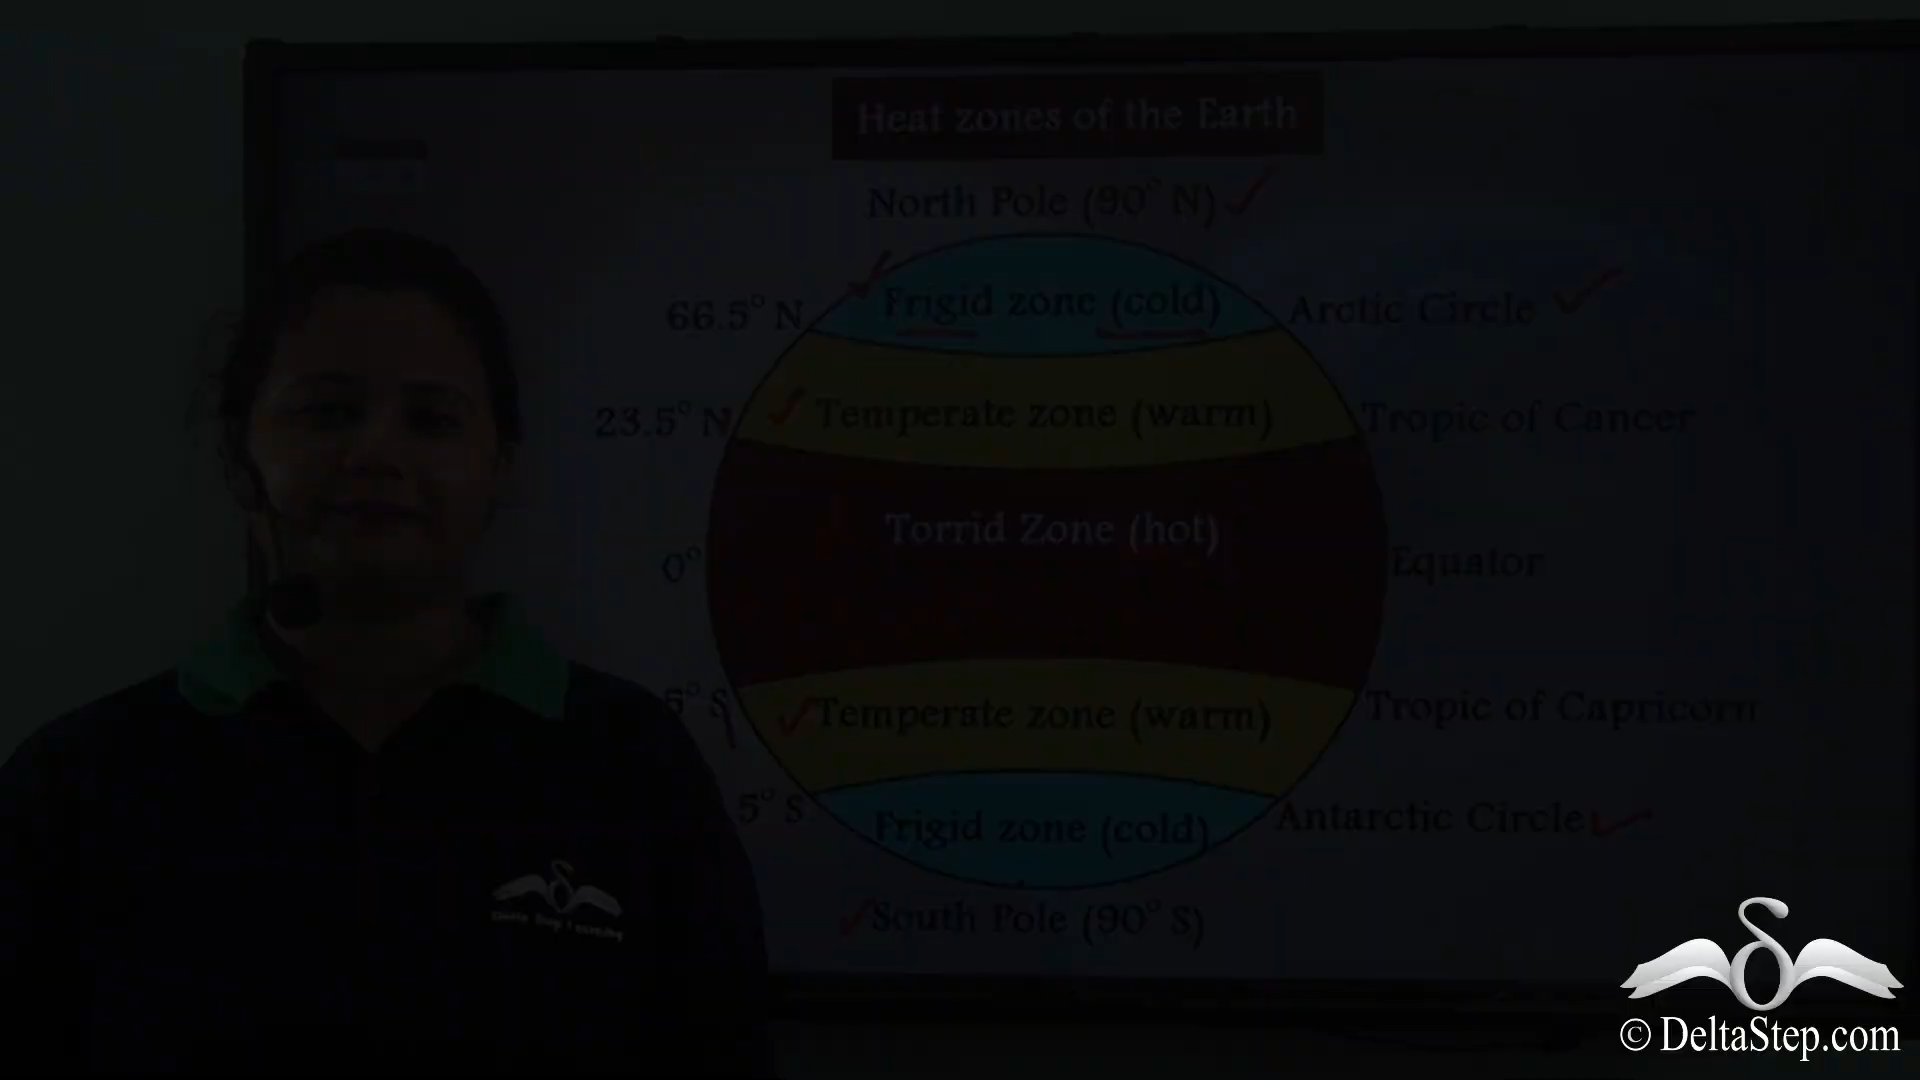 Heat zones of the Earth
North Pole (90° N)
66.5° N
Frigid zone (cold)
Arctic Circle
23.5° N
Temperate zone (warm)
Tropic of Cancer
Torrid Zone (hot)
0°
Equator
5° S
Temperate zone (warm)
Tropic of Capricorn
5° S
Frigid zone (cold)
Antarctic Circle
South Pole (90° S)
© DeltaStep.com